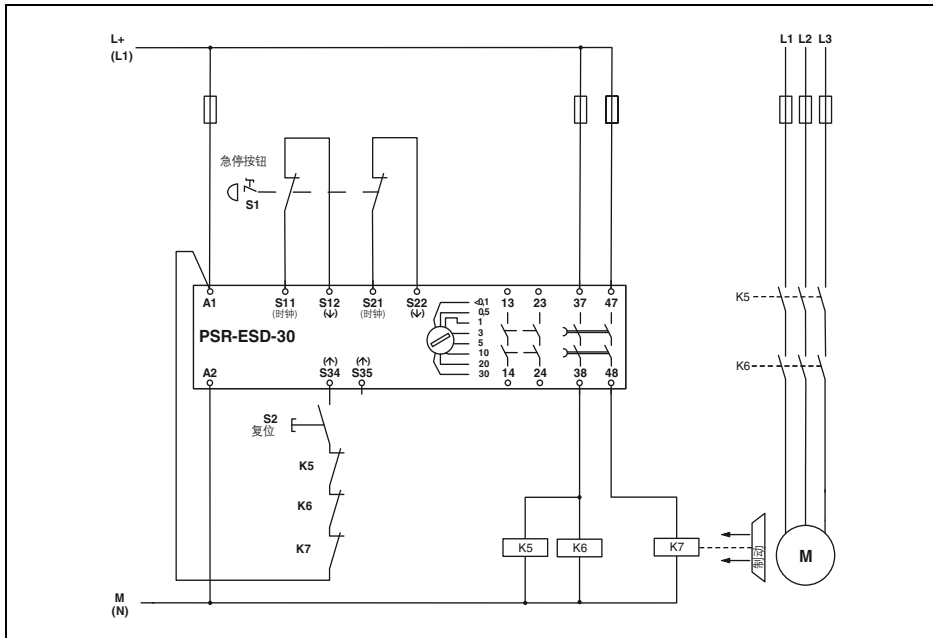 L+
(L1)
L1 L2 L3
急停按钮
S1
A1 S11 S12 S21 S22 13 23 37 47
(时钟) (↓) (时钟) (↓)
<0,1
0,5
1
3
5
10
20
30
PSR-ESD-30
(↑) (↑)
A2 S34 S35 14 24 38 48
K5
K6
S2
复位
K5
K6
K7
K5 K6 K7
制动
M
M
(N)